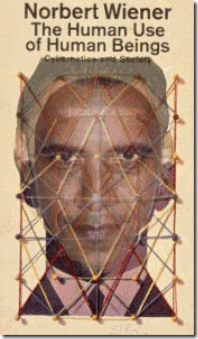 Norbert Wiener
The Human Use
of Human Beings
Cybernetics and Society